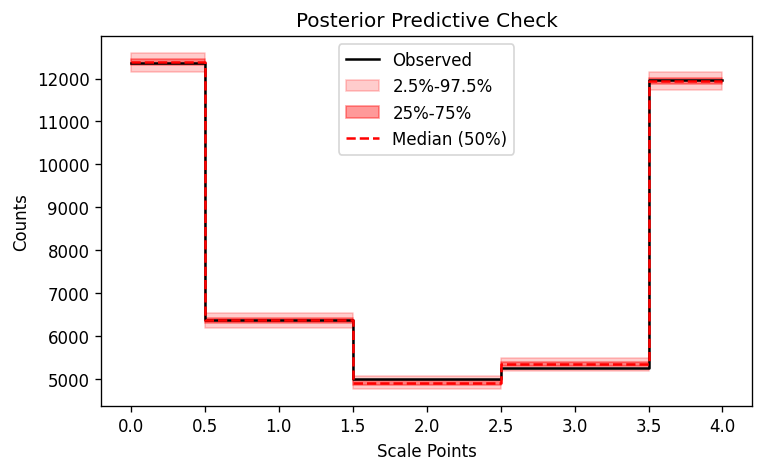 Posterior Predictive Check
Observed
2.5%-97.5%
25%-75%
Median (50%)
Counts
12000
11000
10000
9000
8000
7000
6000
5000
0.0 0.5 1.0 1.5 2.0 2.5 3.0 3.5 4.0
Scale Points